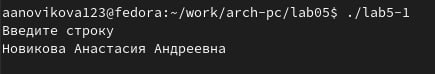 aanovikova123@fedora:~/work/arch-pc/lab05$ ./lab5-1
Введите строку
Новикова Анастасия Андреевна